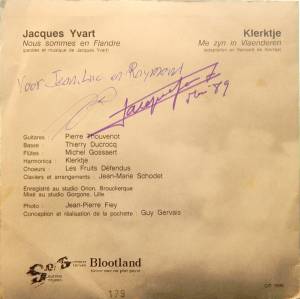 Jacques Yvart
Nous sommes en Flandre
(paroles et musique de Jacques Yvart)
Klerktje
Me zyn in Vlaenderen
Voor Jean-Luc en Raymond
'89
Guitares : Pierre Thouvenot
Basse : Thierry Ducrocq
Flûtes : Michel Gossaert
Harmonica : Klerktje
Choeurs : Les Fruits Défendus
Claviers et arrangements : Jean-Marie Schodet
Enregistré au studio Orion, Brouckerque
Mixé au studio Gorgone, Lille
Photo : Jean-Pierre Fley
Conception et réalisation de la pochette : Guy Gervais
Blootland
179